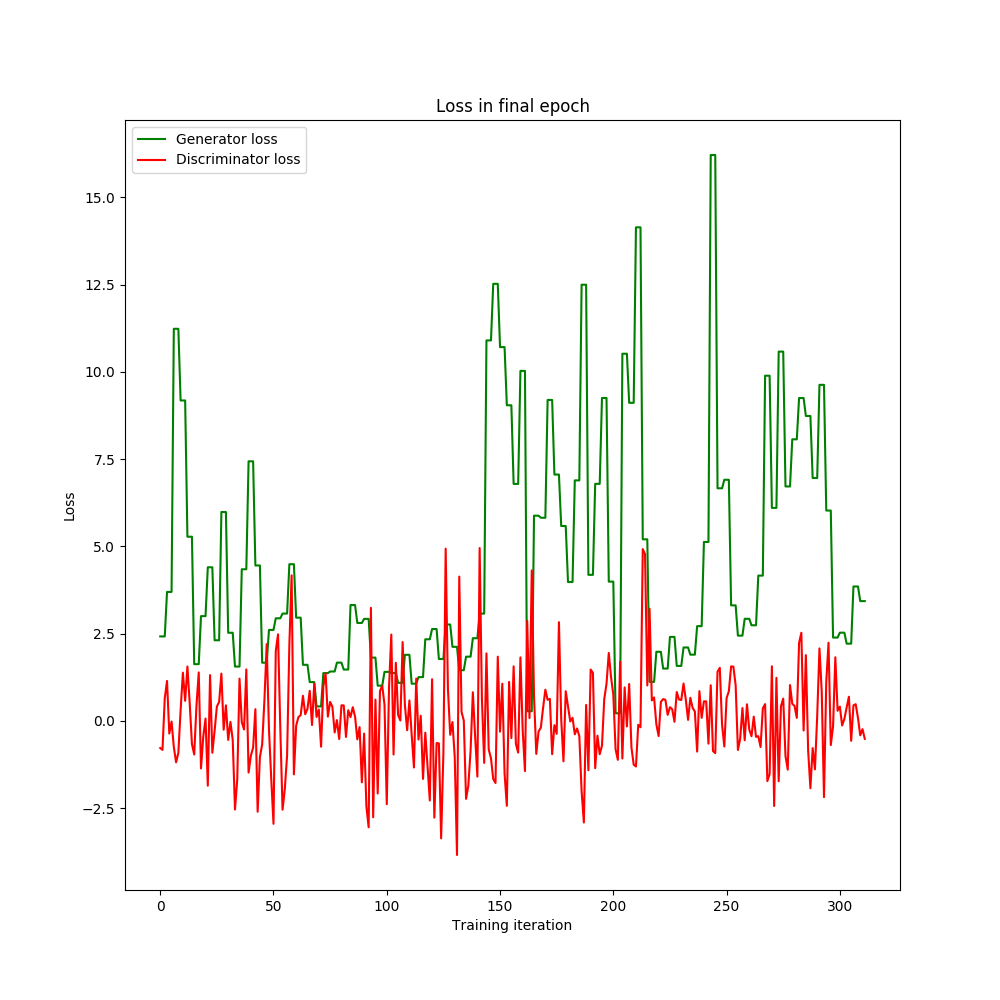 Loss in final epoch
Generator loss
Discriminator loss
15.0
12.5
10.0
7.5
5.0
2.5
0.0
−2.5
Loss
0 50 100 150 200 250 300
Training iteration